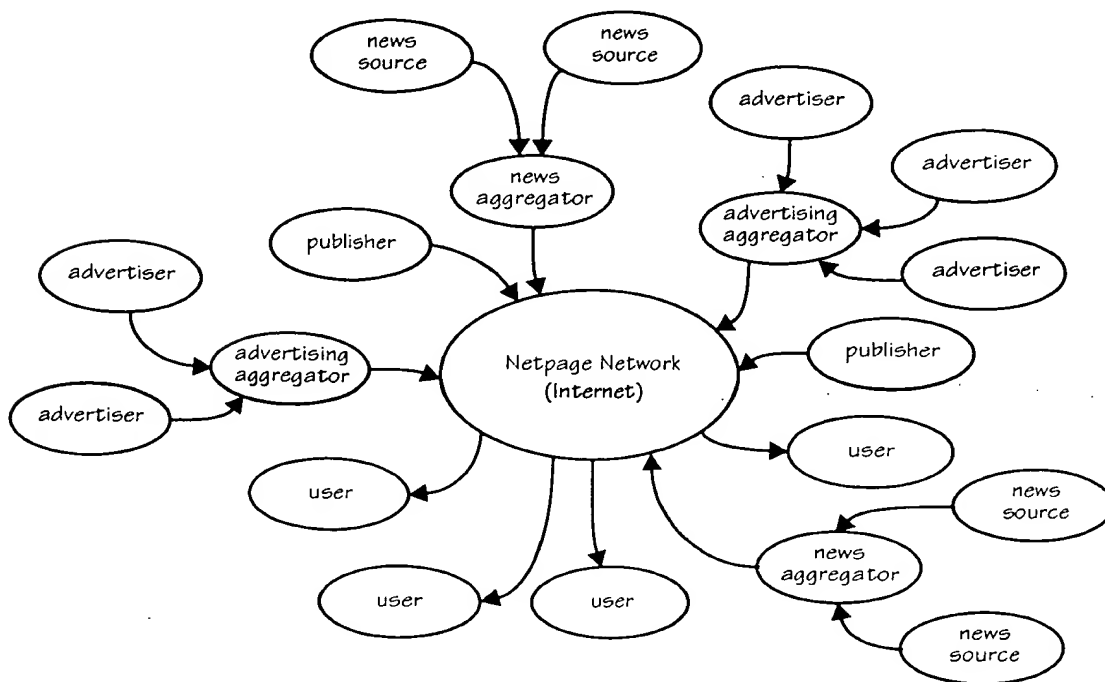 news
source
news
source
advertiser
advertiser
news
aggregator
advertising
aggregator
publisher
advertiser
advertiser
advertising
aggregator
Netpage Network
(Internet)
publisher
advertiser
user
user
news
source
news
aggregator
user
user
news
source